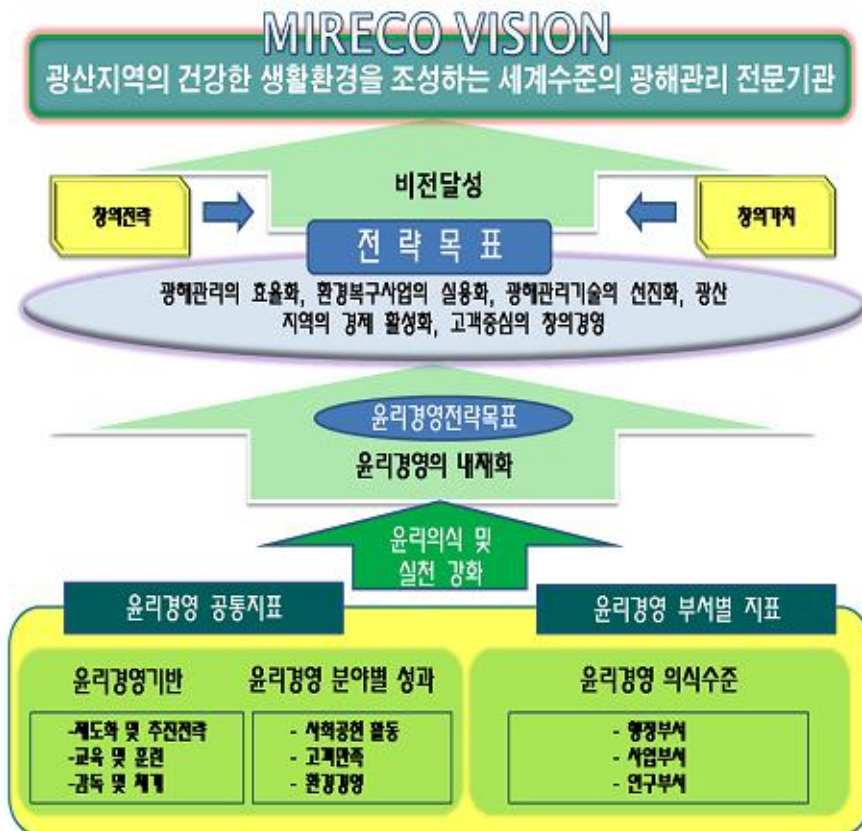 MIRECO VISION
광산지역의 건강한 생활환경을 조성하는 세계수준의 광해관리 전문기관
비전달성
창의전략
창의가치
전 략 목 표
광해관리의 효율화, 환경복구사업의 실용화, 광해관리기술의 선진화, 광산
지역의 경제 활성화, 고객중심의 창의경영
윤리경영전략목표
윤리경영의 내재화
윤리의식 및
실천 강화
윤리경영 공통지표
윤리경영 부서별 지표
윤리경영기반
윤리경영 분야별 성과
윤리경영 의식수준
-제도화 및 추진전략
-교육 및 훈련
-감독 및 체계
- 사회공헌 활동
- 고객만족
- 환경경영
- 행정부서
- 사업부서
- 연구부서